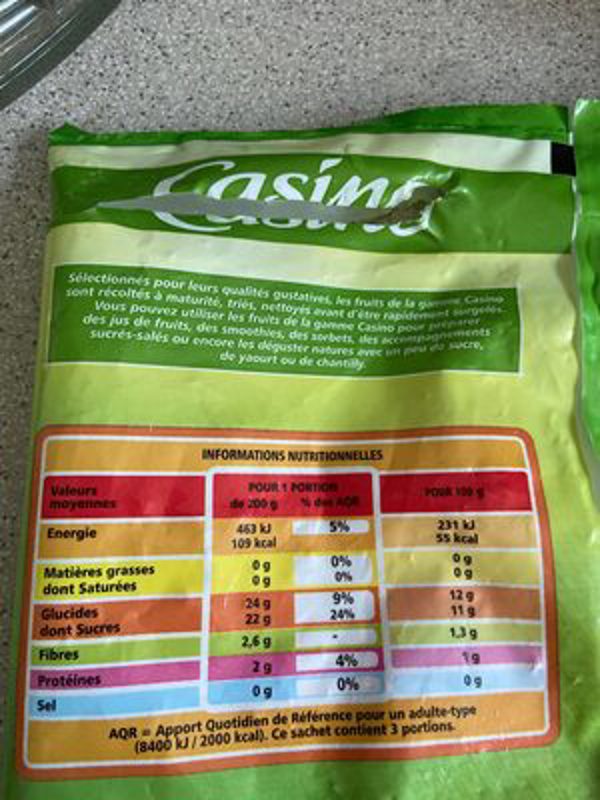 Casino
Sélectionnés pour leurs qualités gustatives, les fruits de la gamme Casino
sont récoltés à maturité, triés, nettoyés avant d'être rapidement surgelés.
Vous pouvez utiliser les fruits de la gamme Casino pour préparer
des jus de fruits, des smoothies, des sorbets, des accompagnements
sucrés-salés ou encore les déguster natures avec un peu de sucre,
de yaourt ou de chantilly.
INFORMATIONS NUTRITIONNELLES
Valeurs moyennes
POUR 1 PORTION
de 200 g % des AQR
POUR 100 g
Energie 463 kJ 5% 231 kJ
109 kcal 55 kcal
Matières grasses 0 g 0% 0 g
dont Saturées 0 g 0% 0 g
Glucides 24 g 9% 12 g
dont Sucres 22 g 24% 11 g
Fibres 2,6 g - 1,3 g
Protéines 2 g 4% 1 g
Sel 0 g 0% 0 g
AQR = Apport Quotidien de Référence pour un adulte-type
(8400 kJ / 2000 kcal). Ce sachet contient 3 portions.